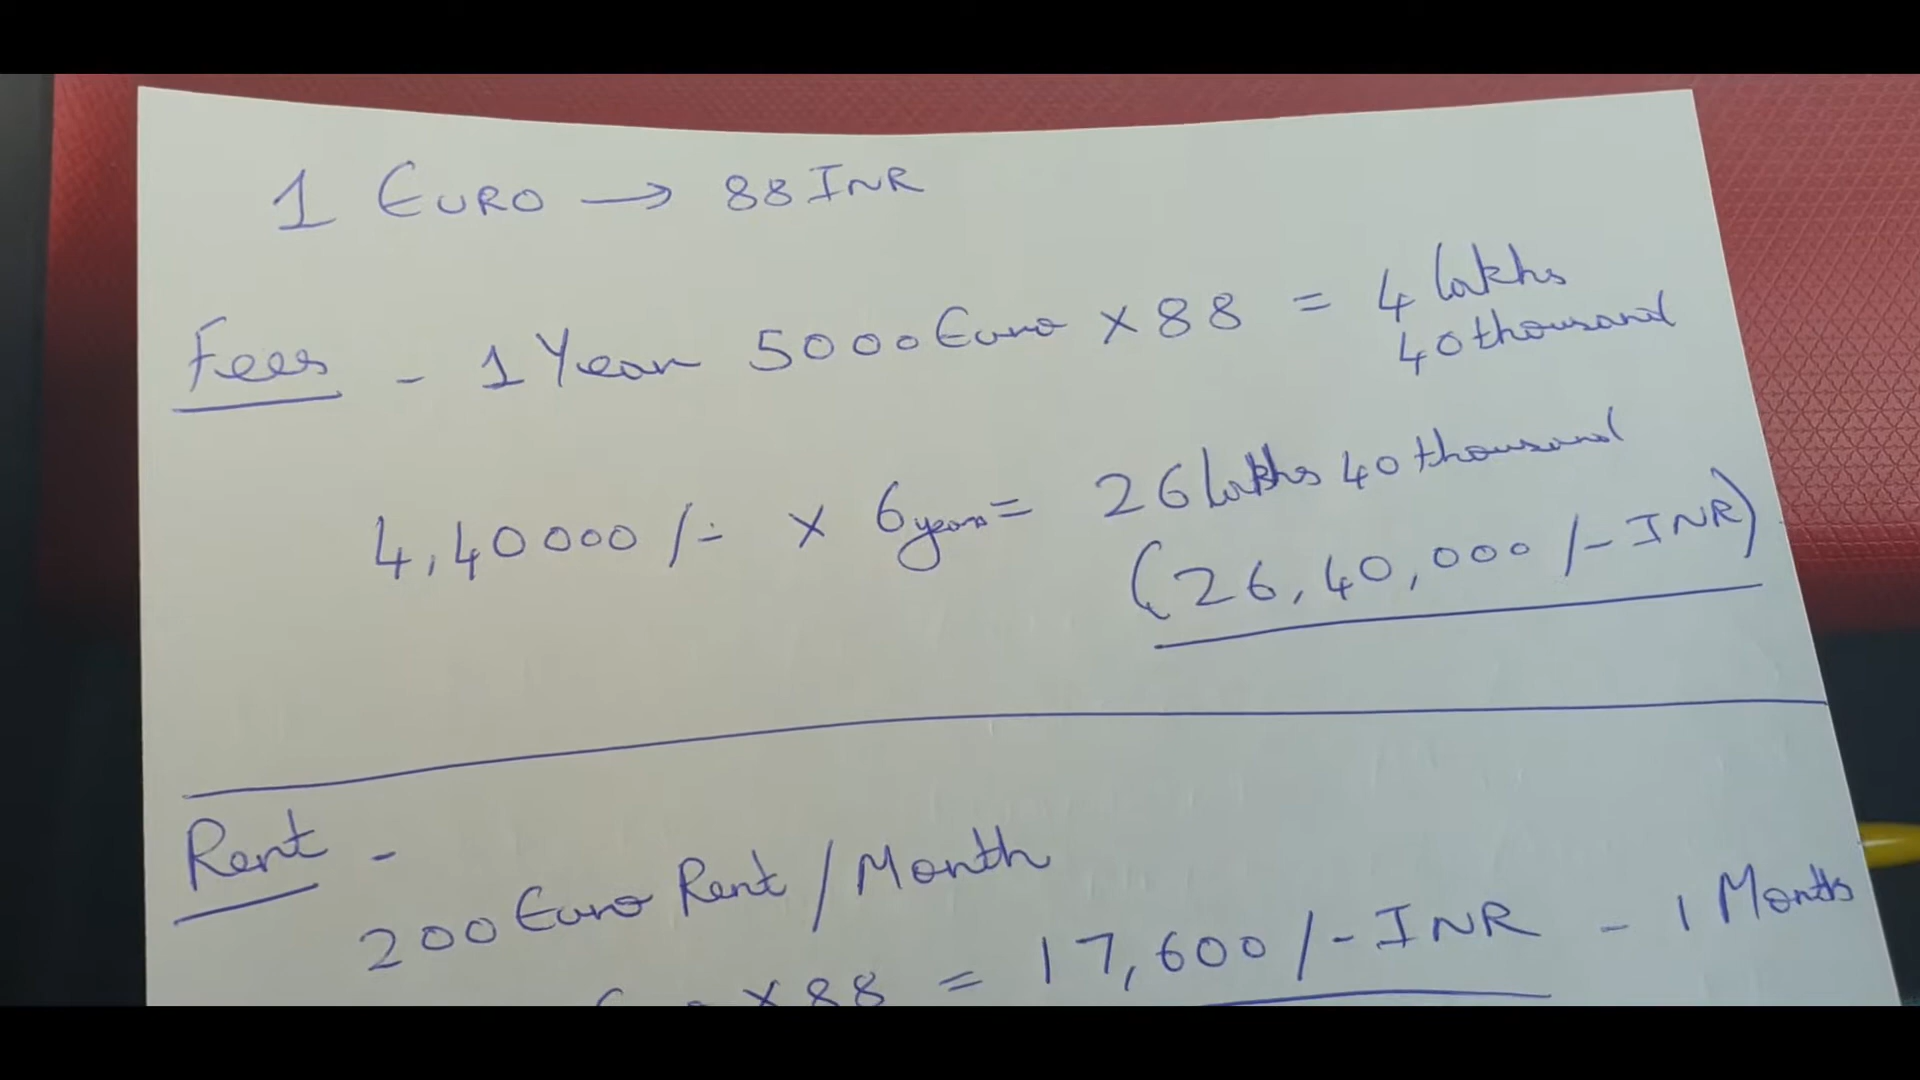 1 EURO → 88 INR
Fees - 1 Year 5000 Euro × 88 = 4 lakhs
40 thousand
4,40000/- × 6 years = 26 lakhs 40 thousand
(26,40,000/- INR)
Rent -
200 Euro Rent/Month
×88 = 17,600/- INR - 1 Months